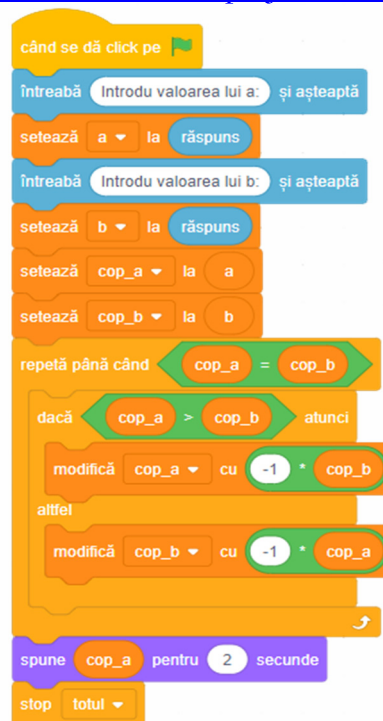 când se dă click pe
întreabă Introdu valoarea lui a: și așteaptă
setează a la răspuns
întreabă Introdu valoarea lui b: și așteaptă
setează b la răspuns
setează cop_a la a
setează cop_b la b
repetă până când cop_a = cop_b
dacă cop_a > cop_b atunci
modifică cop_a cu -1 * cop_b
altfel
modifică cop_b cu -1 * cop_a
spune cop_a pentru 2 secunde
stop totul